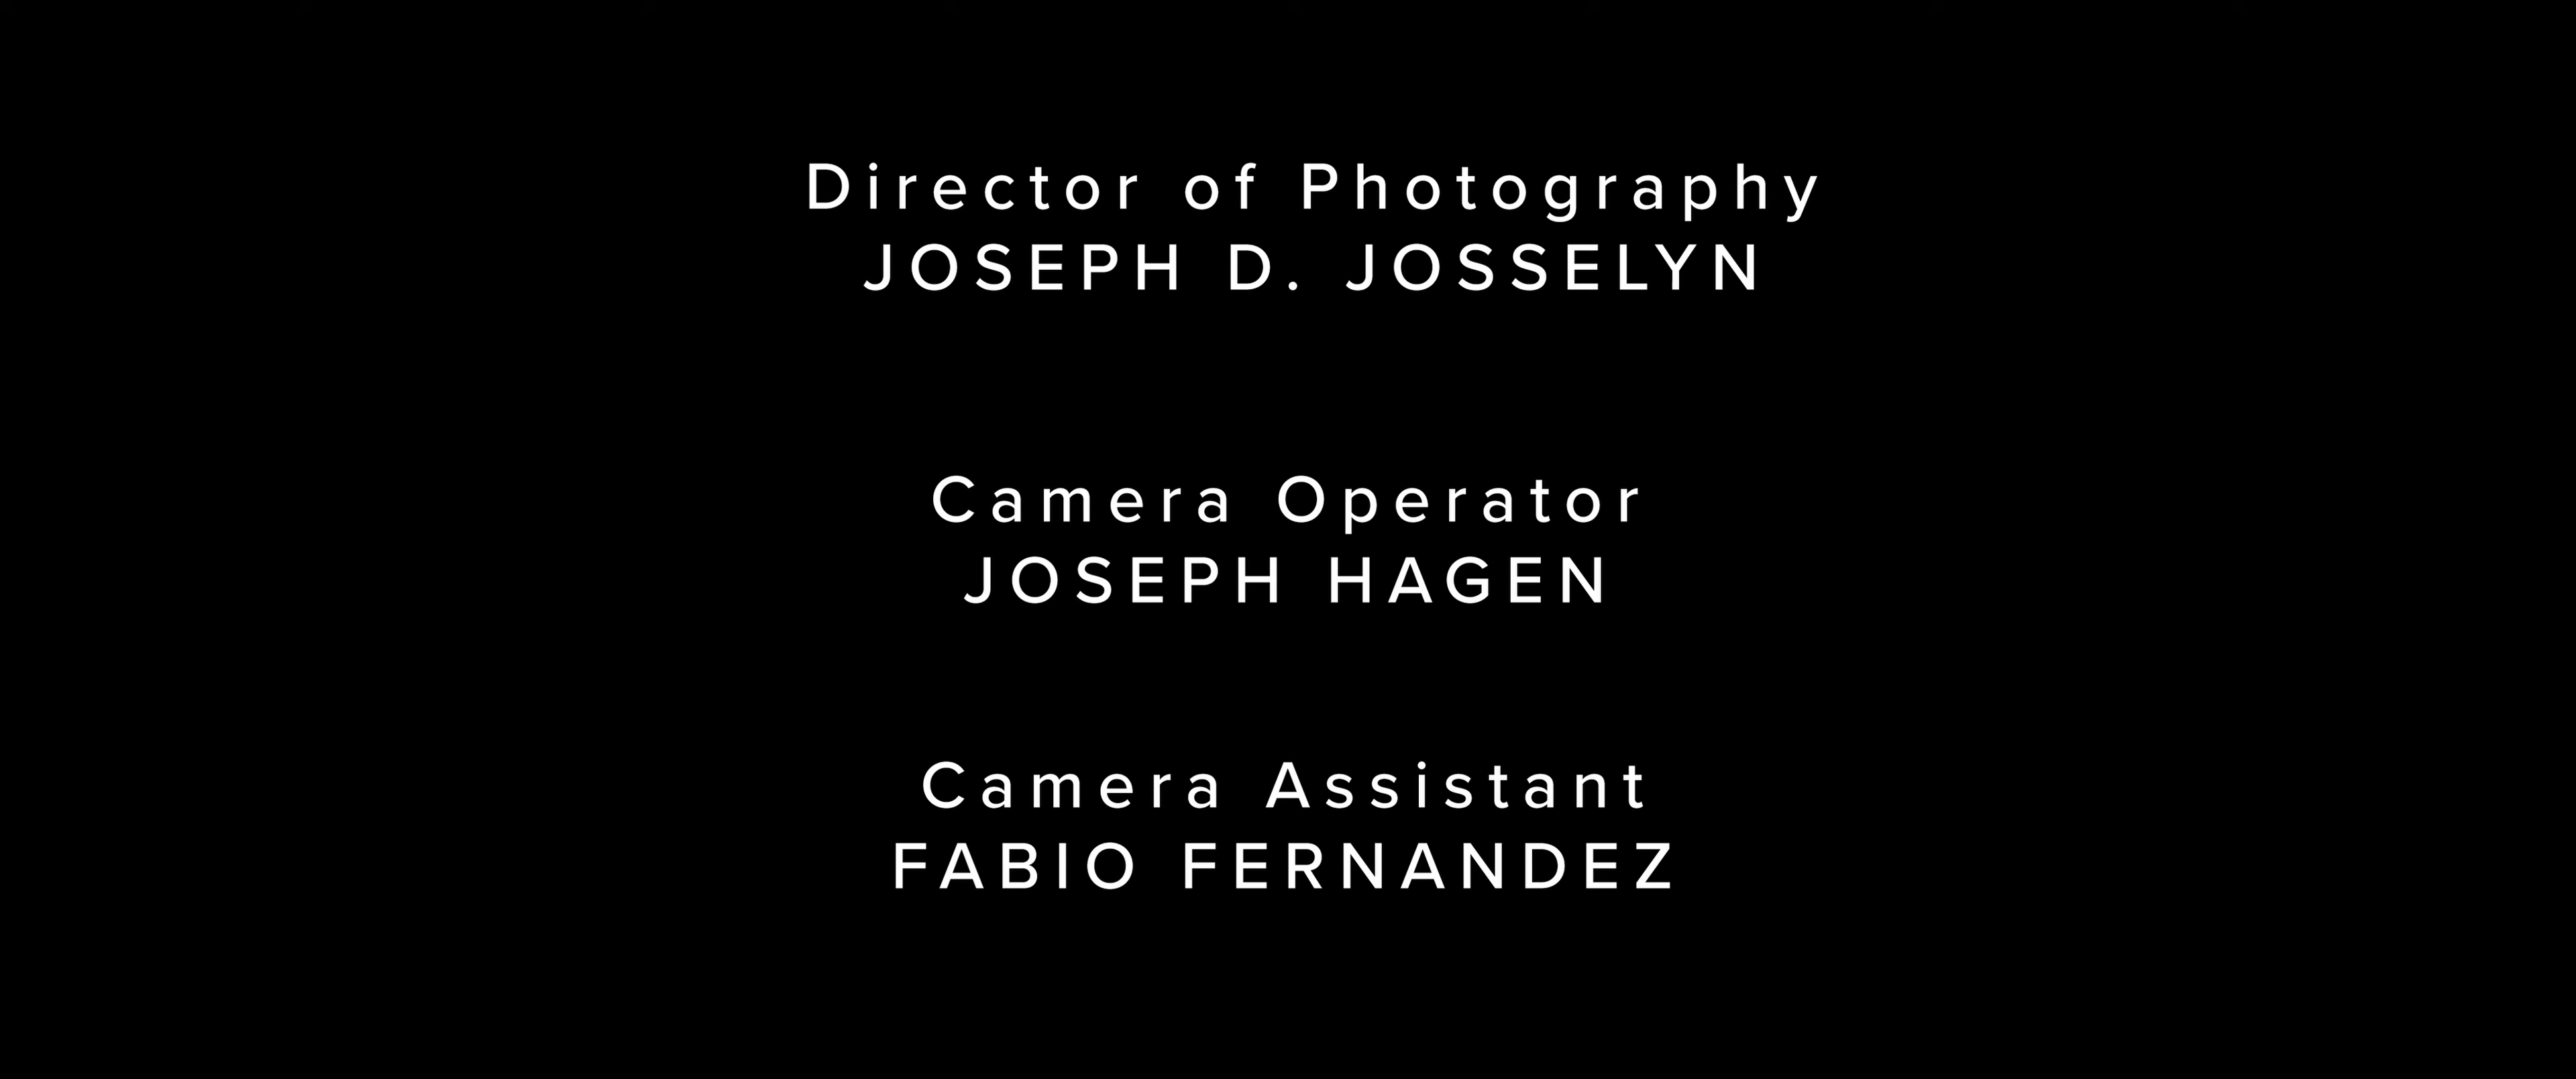 Director of Photography
JOSEPH D. JOSSELYN
Camera Operator
JOSEPH HAGEN
Camera Assistant
FABIO FERNANDEZ